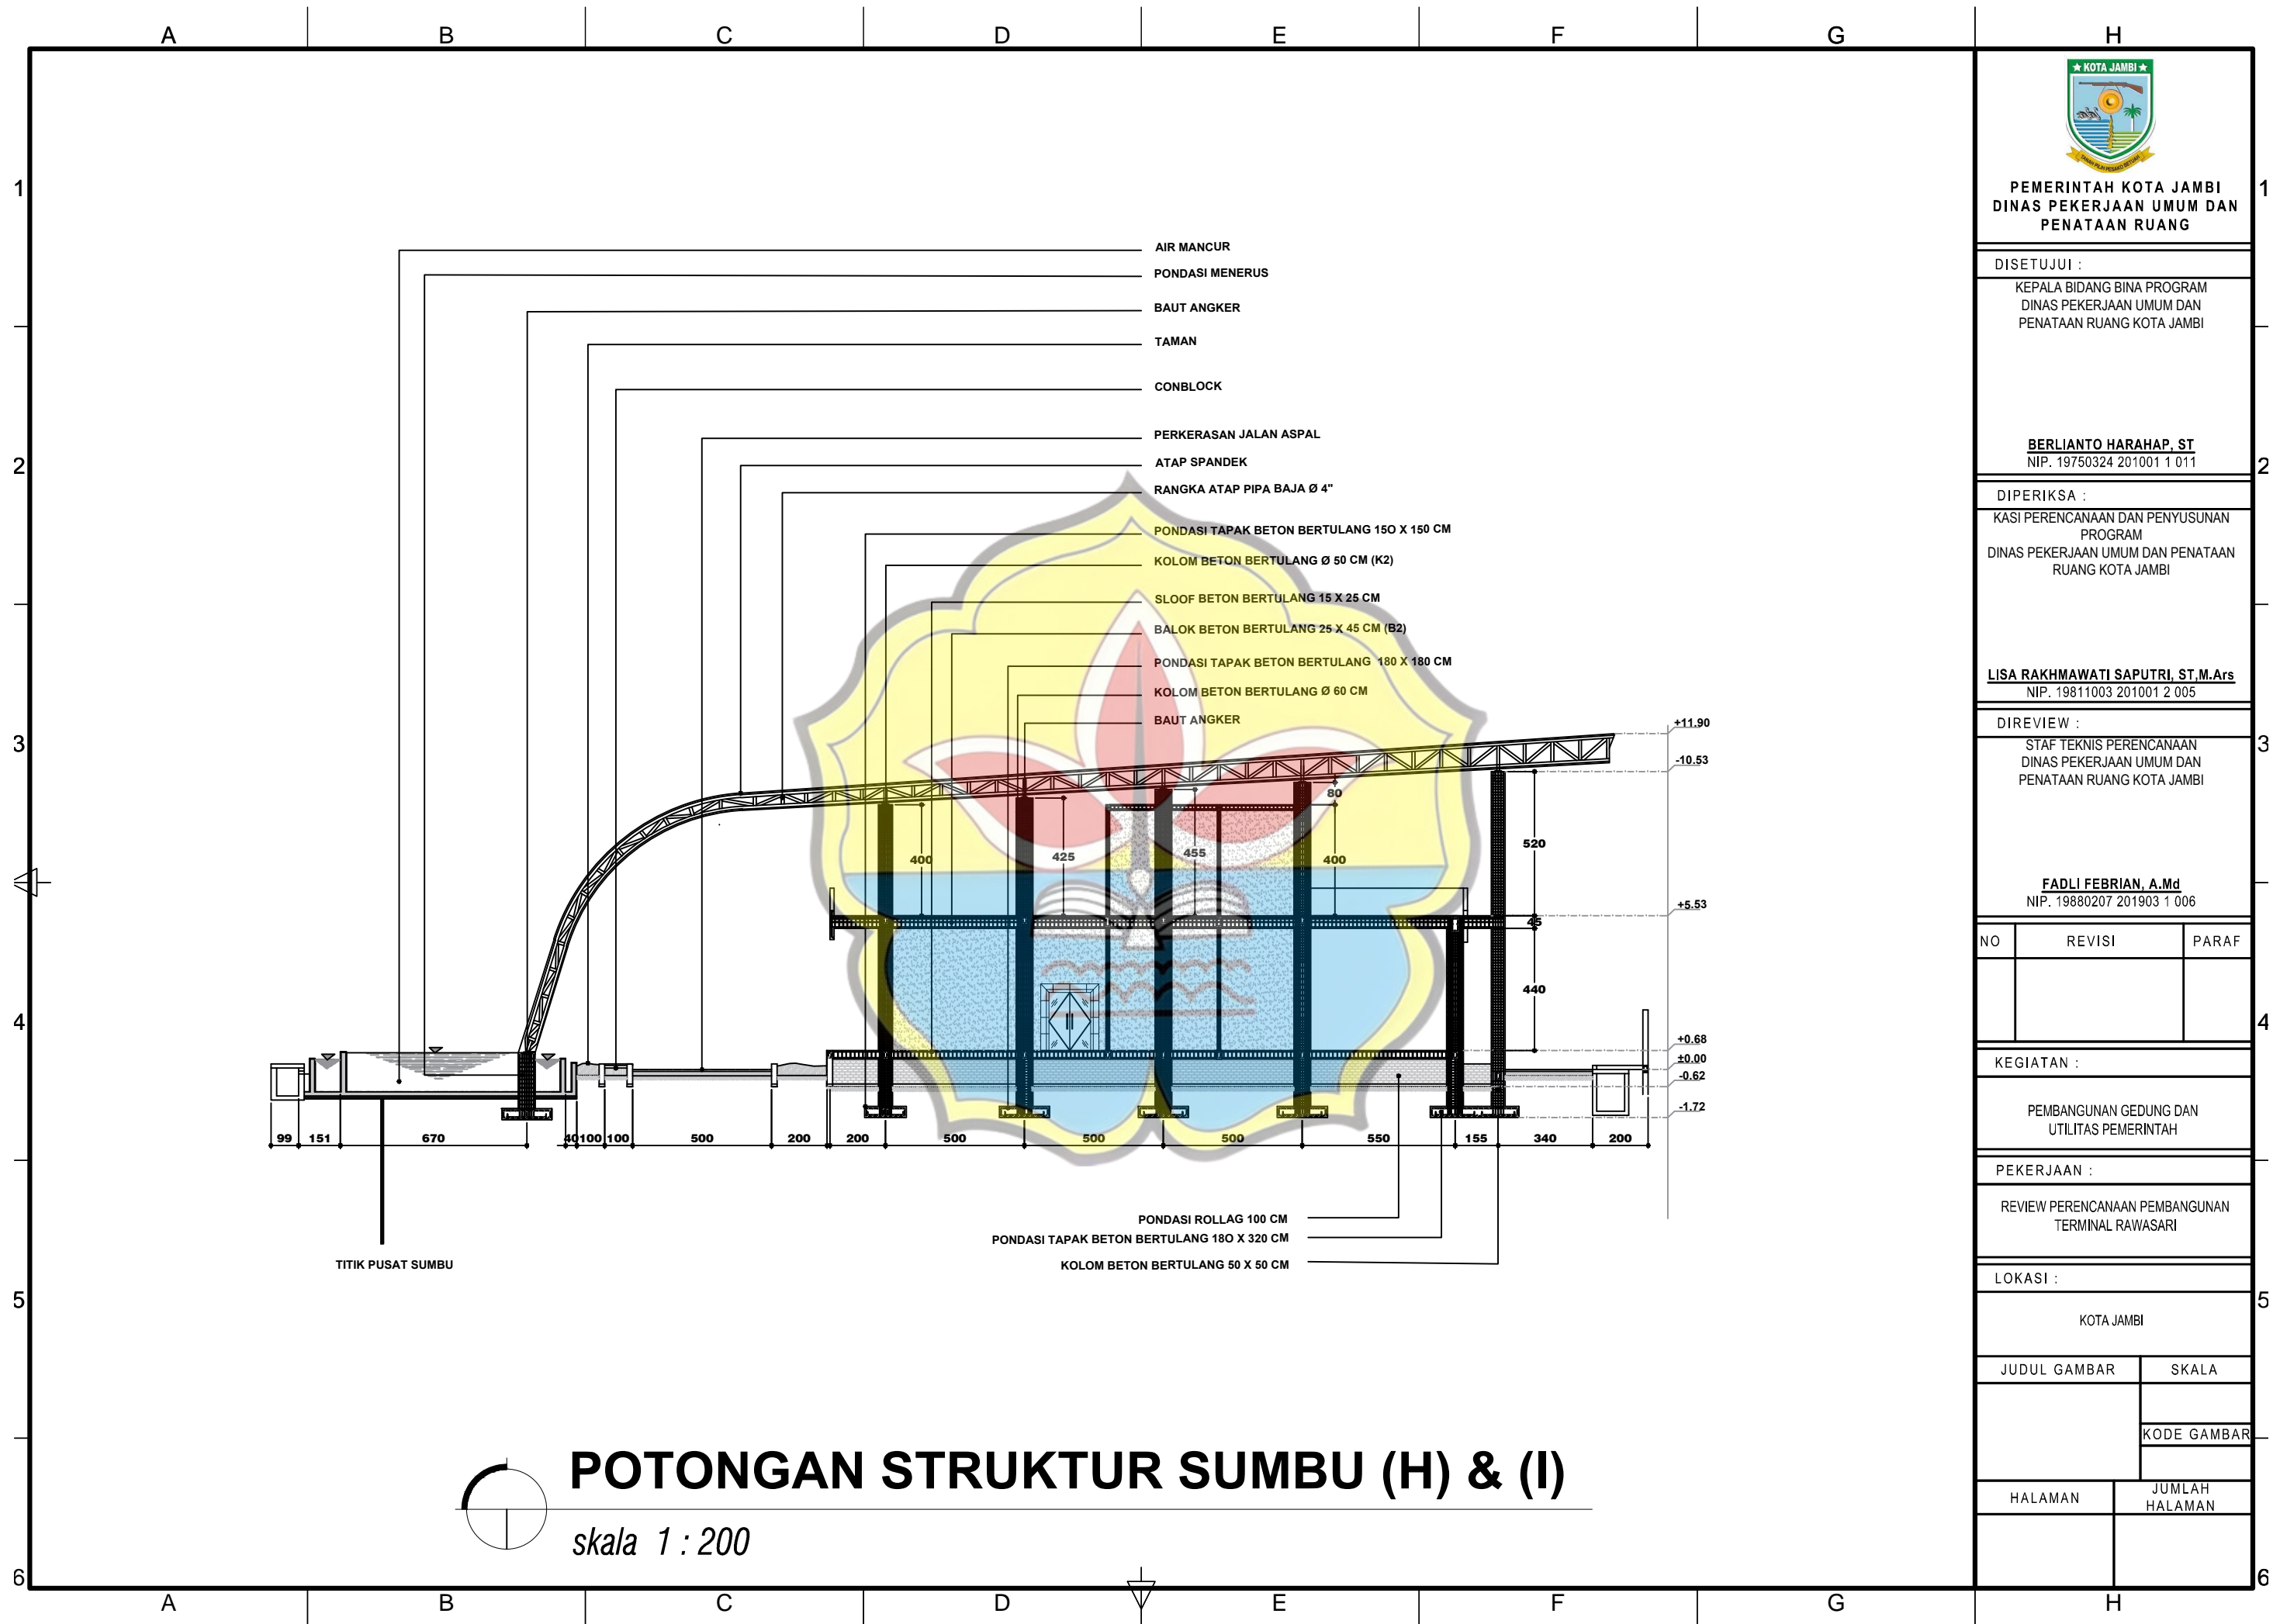 A B C D E F G H
1
2
3
4
5
6
AIR MANCUR
PONDASI MENERUS
BAUT ANGKER
TAMAN
CONBLOCK
PERKERASAN JALAN ASPAL
ATAP SPANDEK
RANGKA ATAP PIPA BAJA Ø 4"
PONDASI TAPAK BETON BERTULANG 15O X 150 CM
KOLOM BETON BERTULANG Ø 50 CM (K2)
SLOOF BETON BERTULANG 15 X 25 CM
BALOK BETON BERTULANG 25 X 45 CM (B2)
PONDASI TAPAK BETON BERTULANG 180 X 180 CM
KOLOM BETON BERTULANG Ø 60 CM
BAUT ANGKER
+11.90
-10.53
80
400 425 455 400 520
+5.53
45
440
+0.68
±0.00
-0.62
-1.72
99 151 670 40 100 100 500 200 200 500 500 500 550 155 340 200
PONDASI ROLLAG 100 CM
PONDASI TAPAK BETON BERTULANG 18O X 320 CM
KOLOM BETON BERTULANG 50 X 50 CM
TITIK PUSAT SUMBU
POTONGAN STRUKTUR SUMBU (H) & (I)
skala 1 : 200
KOTA JAMBI
TANAH PILIH PESAKO BETUAH
PEMERINTAH KOTA JAMBI
DINAS PEKERJAAN UMUM DAN
PENATAAN RUANG
DISETUJUI :
KEPALA BIDANG BINA PROGRAM
DINAS PEKERJAAN UMUM DAN
PENATAAN RUANG KOTA JAMBI
BERLIANTO HARAHAP, ST
NIP. 19750324 201001 1 011
DIPERIKSA :
KASI PERENCANAAN DAN PENYUSUNAN
PROGRAM
DINAS PEKERJAAN UMUM DAN PENATAAN
RUANG KOTA JAMBI
LISA RAKHMAWATI SAPUTRI, ST,M.Ars
NIP. 19811003 201001 2 005
DIREVIEW :
STAF TEKNIS PERENCANAAN
DINAS PEKERJAAN UMUM DAN
PENATAAN RUANG KOTA JAMBI
FADLI FEBRIAN, A.Md
NIP. 19880207 201903 1 006
NO REVISI PARAF
KEGIATAN :
PEMBANGUNAN GEDUNG DAN
UTILITAS PEMERINTAH
PEKERJAAN :
REVIEW PERENCANAAN PEMBANGUNAN
TERMINAL RAWASARI
LOKASI :
KOTA JAMBI
JUDUL GAMBAR SKALA
KODE GAMBAR
HALAMAN JUMLAH
HALAMAN
1
2
3
4
5
6
A B C D E F G H